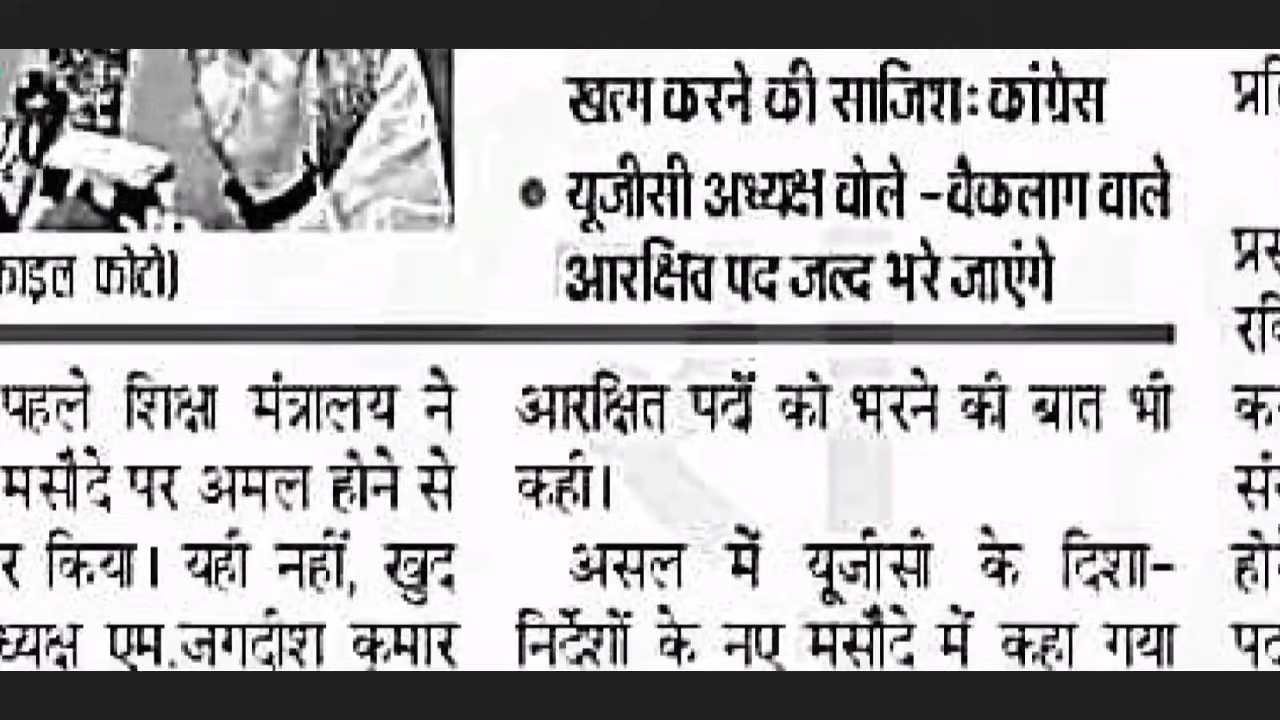 खत्म करने की साजिश: कांग्रेस
• यूजीसी अध्यक्ष बोले -बैकलाग वाले
आरक्षित पद जल्द भरे जाएंगे
फाइल फोटो)
पहले शिक्षा मंत्रालय ने
मसौदे पर अमल होने से
र किया। यही नहीं, खुद
ध्यक्ष एम.जगदीश कुमार
आरक्षित पदों को भरने की बात भी
कही।
असल में यूजीसी के दिशा-
निर्देशों के नए मसौदे में कहा गया